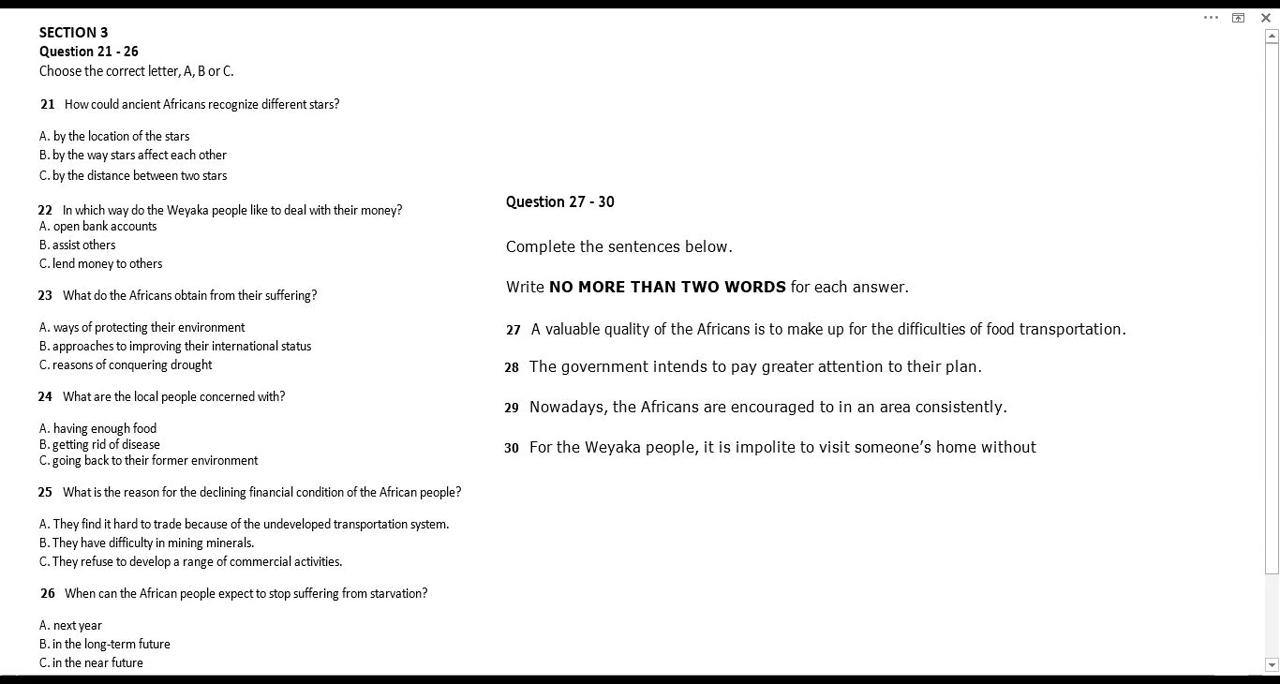 SECTION 3
Question 21 - 26
Choose the correct letter, A, B or C.
21 How could ancient Africans recognize different stars?
A. by the location of the stars
B. by the way stars affect each other
C. by the distance between two stars
22 In which way do the Weyaka people like to deal with their money?
A. open bank accounts
B. assist others
C. lend money to others
23 What do the Africans obtain from their suffering?
A. ways of protecting their environment
B. approaches to improving their international status
C. reasons of conquering drought
24 What are the local people concerned with?
A. having enough food
B. getting rid of disease
C. going back to their former environment
25 What is the reason for the declining financial condition of the African people?
A. They find it hard to trade because of the undeveloped transportation system.
B. They have difficulty in mining minerals.
C. They refuse to develop a range of commercial activities.
26 When can the African people expect to stop suffering from starvation?
A. next year
B. in the long-term future
C. in the near future
Question 27 - 30
Complete the sentences below.
Write NO MORE THAN TWO WORDS for each answer.
27 A valuable quality of the Africans is to make up for the difficulties of food transportation.
28 The government intends to pay greater attention to their plan.
29 Nowadays, the Africans are encouraged to in an area consistently.
30 For the Weyaka people, it is impolite to visit someone’s home without